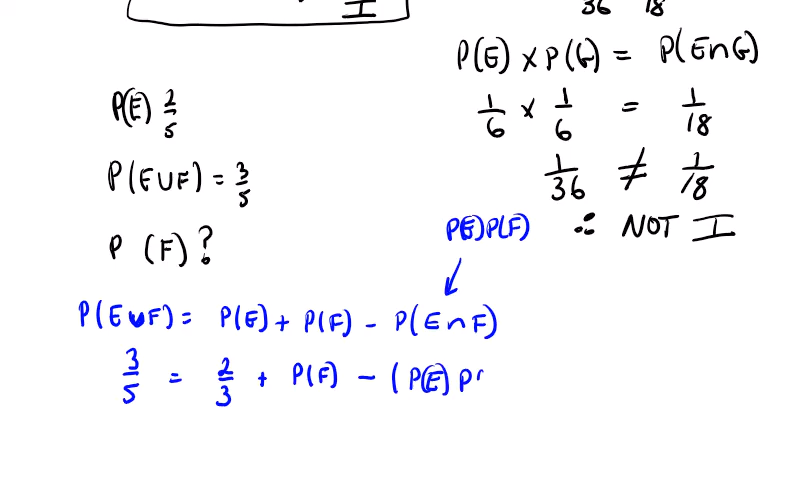 I
36 18
P(E) x P(G) = P(E∩G)
1/6 x 1/6 = 1/18
1/36 ≠ 1/18
∴ NOT I
P(E) 2/5
P(E∪F) = 3/5
P (F) ?
P(E)P(F)
P(E∪F) = P(E) + P(F) - P(E∩F)
3/5 = 2/3 + P(F) - (P(E) P